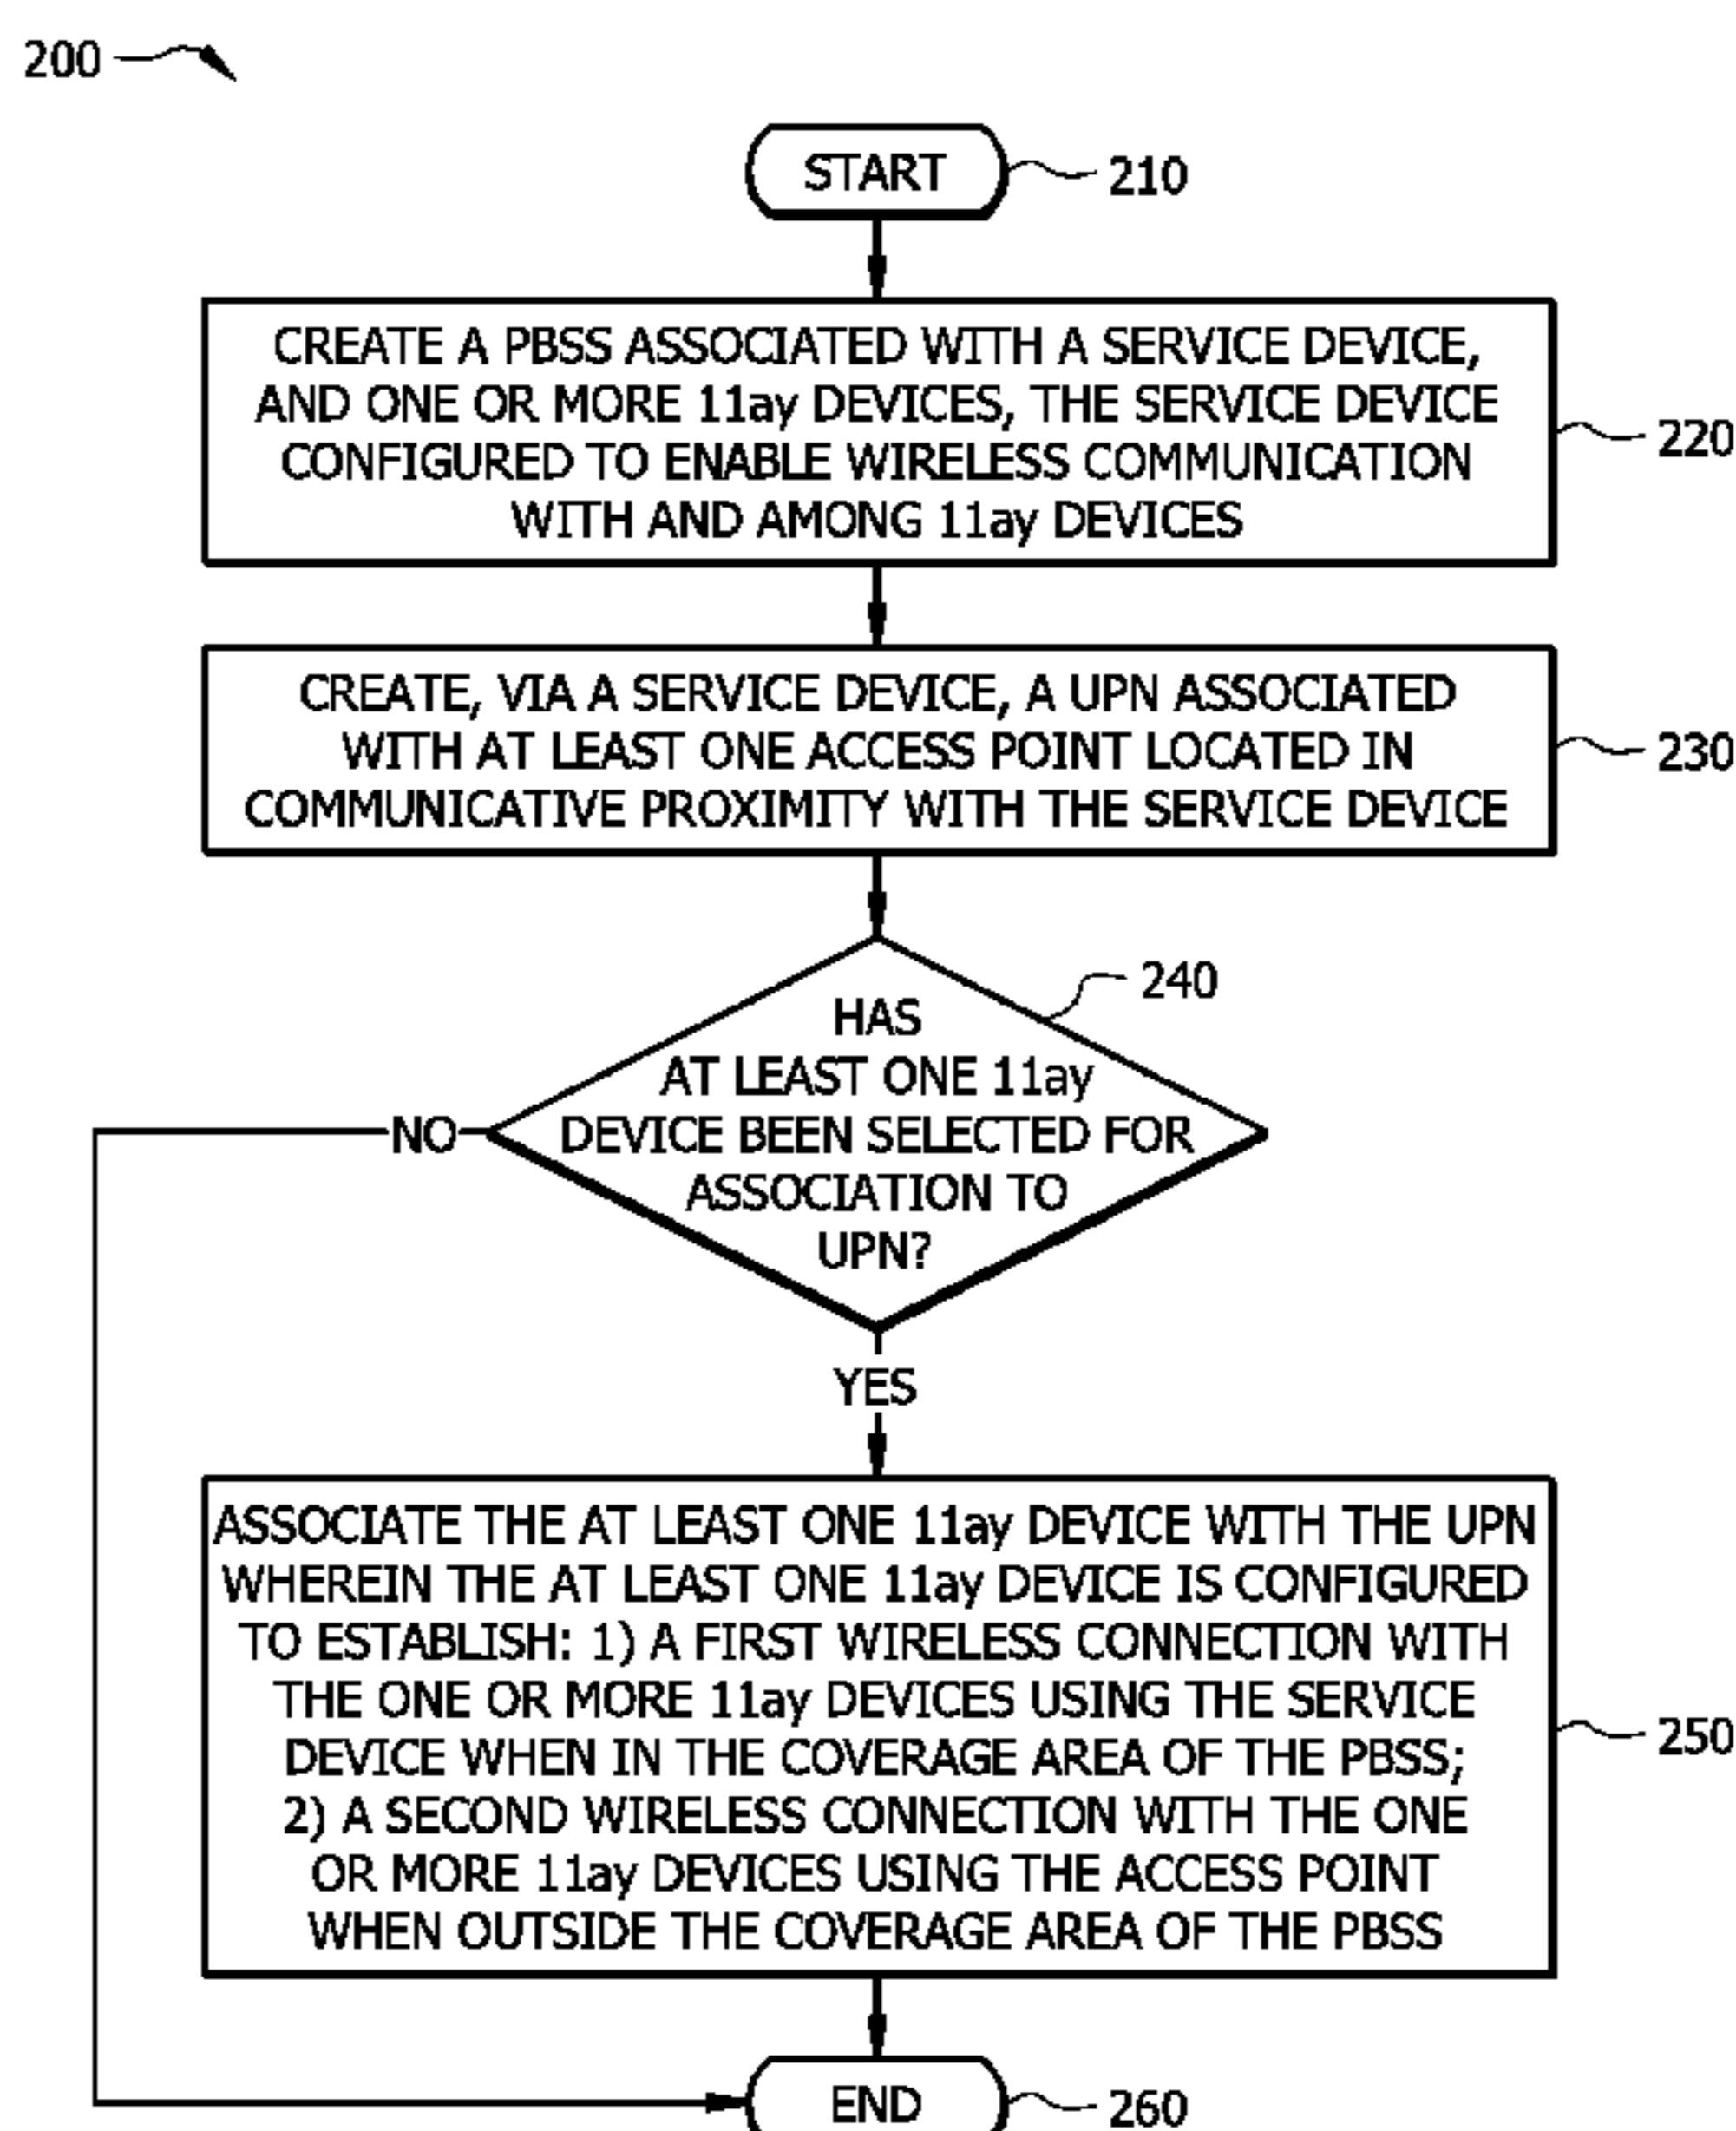 200
START
210
CREATE A PBSS ASSOCIATED WITH A SERVICE DEVICE,
AND ONE OR MORE 11ay DEVICES, THE SERVICE DEVICE
CONFIGURED TO ENABLE WIRELESS COMMUNICATION
WITH AND AMONG 11ay DEVICES
220
CREATE, VIA A SERVICE DEVICE, A UPN ASSOCIATED
WITH AT LEAST ONE ACCESS POINT LOCATED IN
COMMUNICATIVE PROXIMITY WITH THE SERVICE DEVICE
230
240
HAS
AT LEAST ONE 11ay
DEVICE BEEN SELECTED FOR
ASSOCIATION TO
UPN?
NO
YES
ASSOCIATE THE AT LEAST ONE 11ay DEVICE WITH THE UPN
WHEREIN THE AT LEAST ONE 11ay DEVICE IS CONFIGURED
TO ESTABLISH: 1) A FIRST WIRELESS CONNECTION WITH
THE ONE OR MORE 11ay DEVICES USING THE SERVICE
DEVICE WHEN IN THE COVERAGE AREA OF THE PBSS;
2) A SECOND WIRELESS CONNECTION WITH THE ONE
OR MORE 11ay DEVICES USING THE ACCESS POINT
WHEN OUTSIDE THE COVERAGE AREA OF THE PBSS
250
END
260